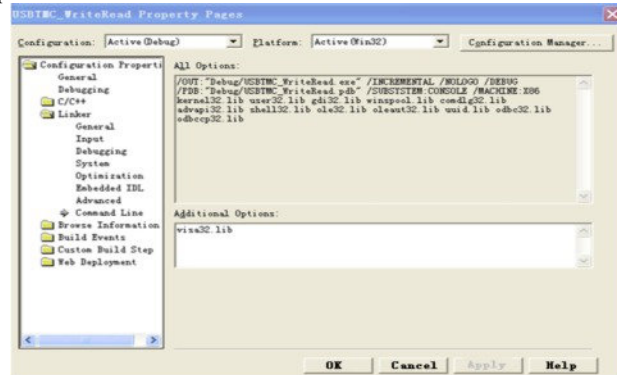 USBTMC_WriteRead Property Pages
Configuration: Active(Debug) Platform: Active(Win32) Configuration Manager...
Configuration Properti
General
Debugging
C/C++
Linker
General
Input
Debugging
System
Optimization
Embedded IDL
Advanced
Command Line
Browse Information
Build Events
Custom Build Step
Web Deployment
All Options:
/OUT:"Debug/USBTMC_WriteRead.exe" /INCREMENTAL /NOLOGO /DEBUG
/PDB:"Debug/USBTMC_WriteRead.pdb" /SUBSYSTEM:CONSOLE /MACHINE:X86
kernel32.lib user32.lib gdi32.lib winspool.lib comdlg32.lib
advapi32.lib shell32.lib ole32.lib oleaut32.lib uuid.lib odbc32.lib
odbccp32.lib
Additional Options:
visa32.lib
OK Cancel Apply Help